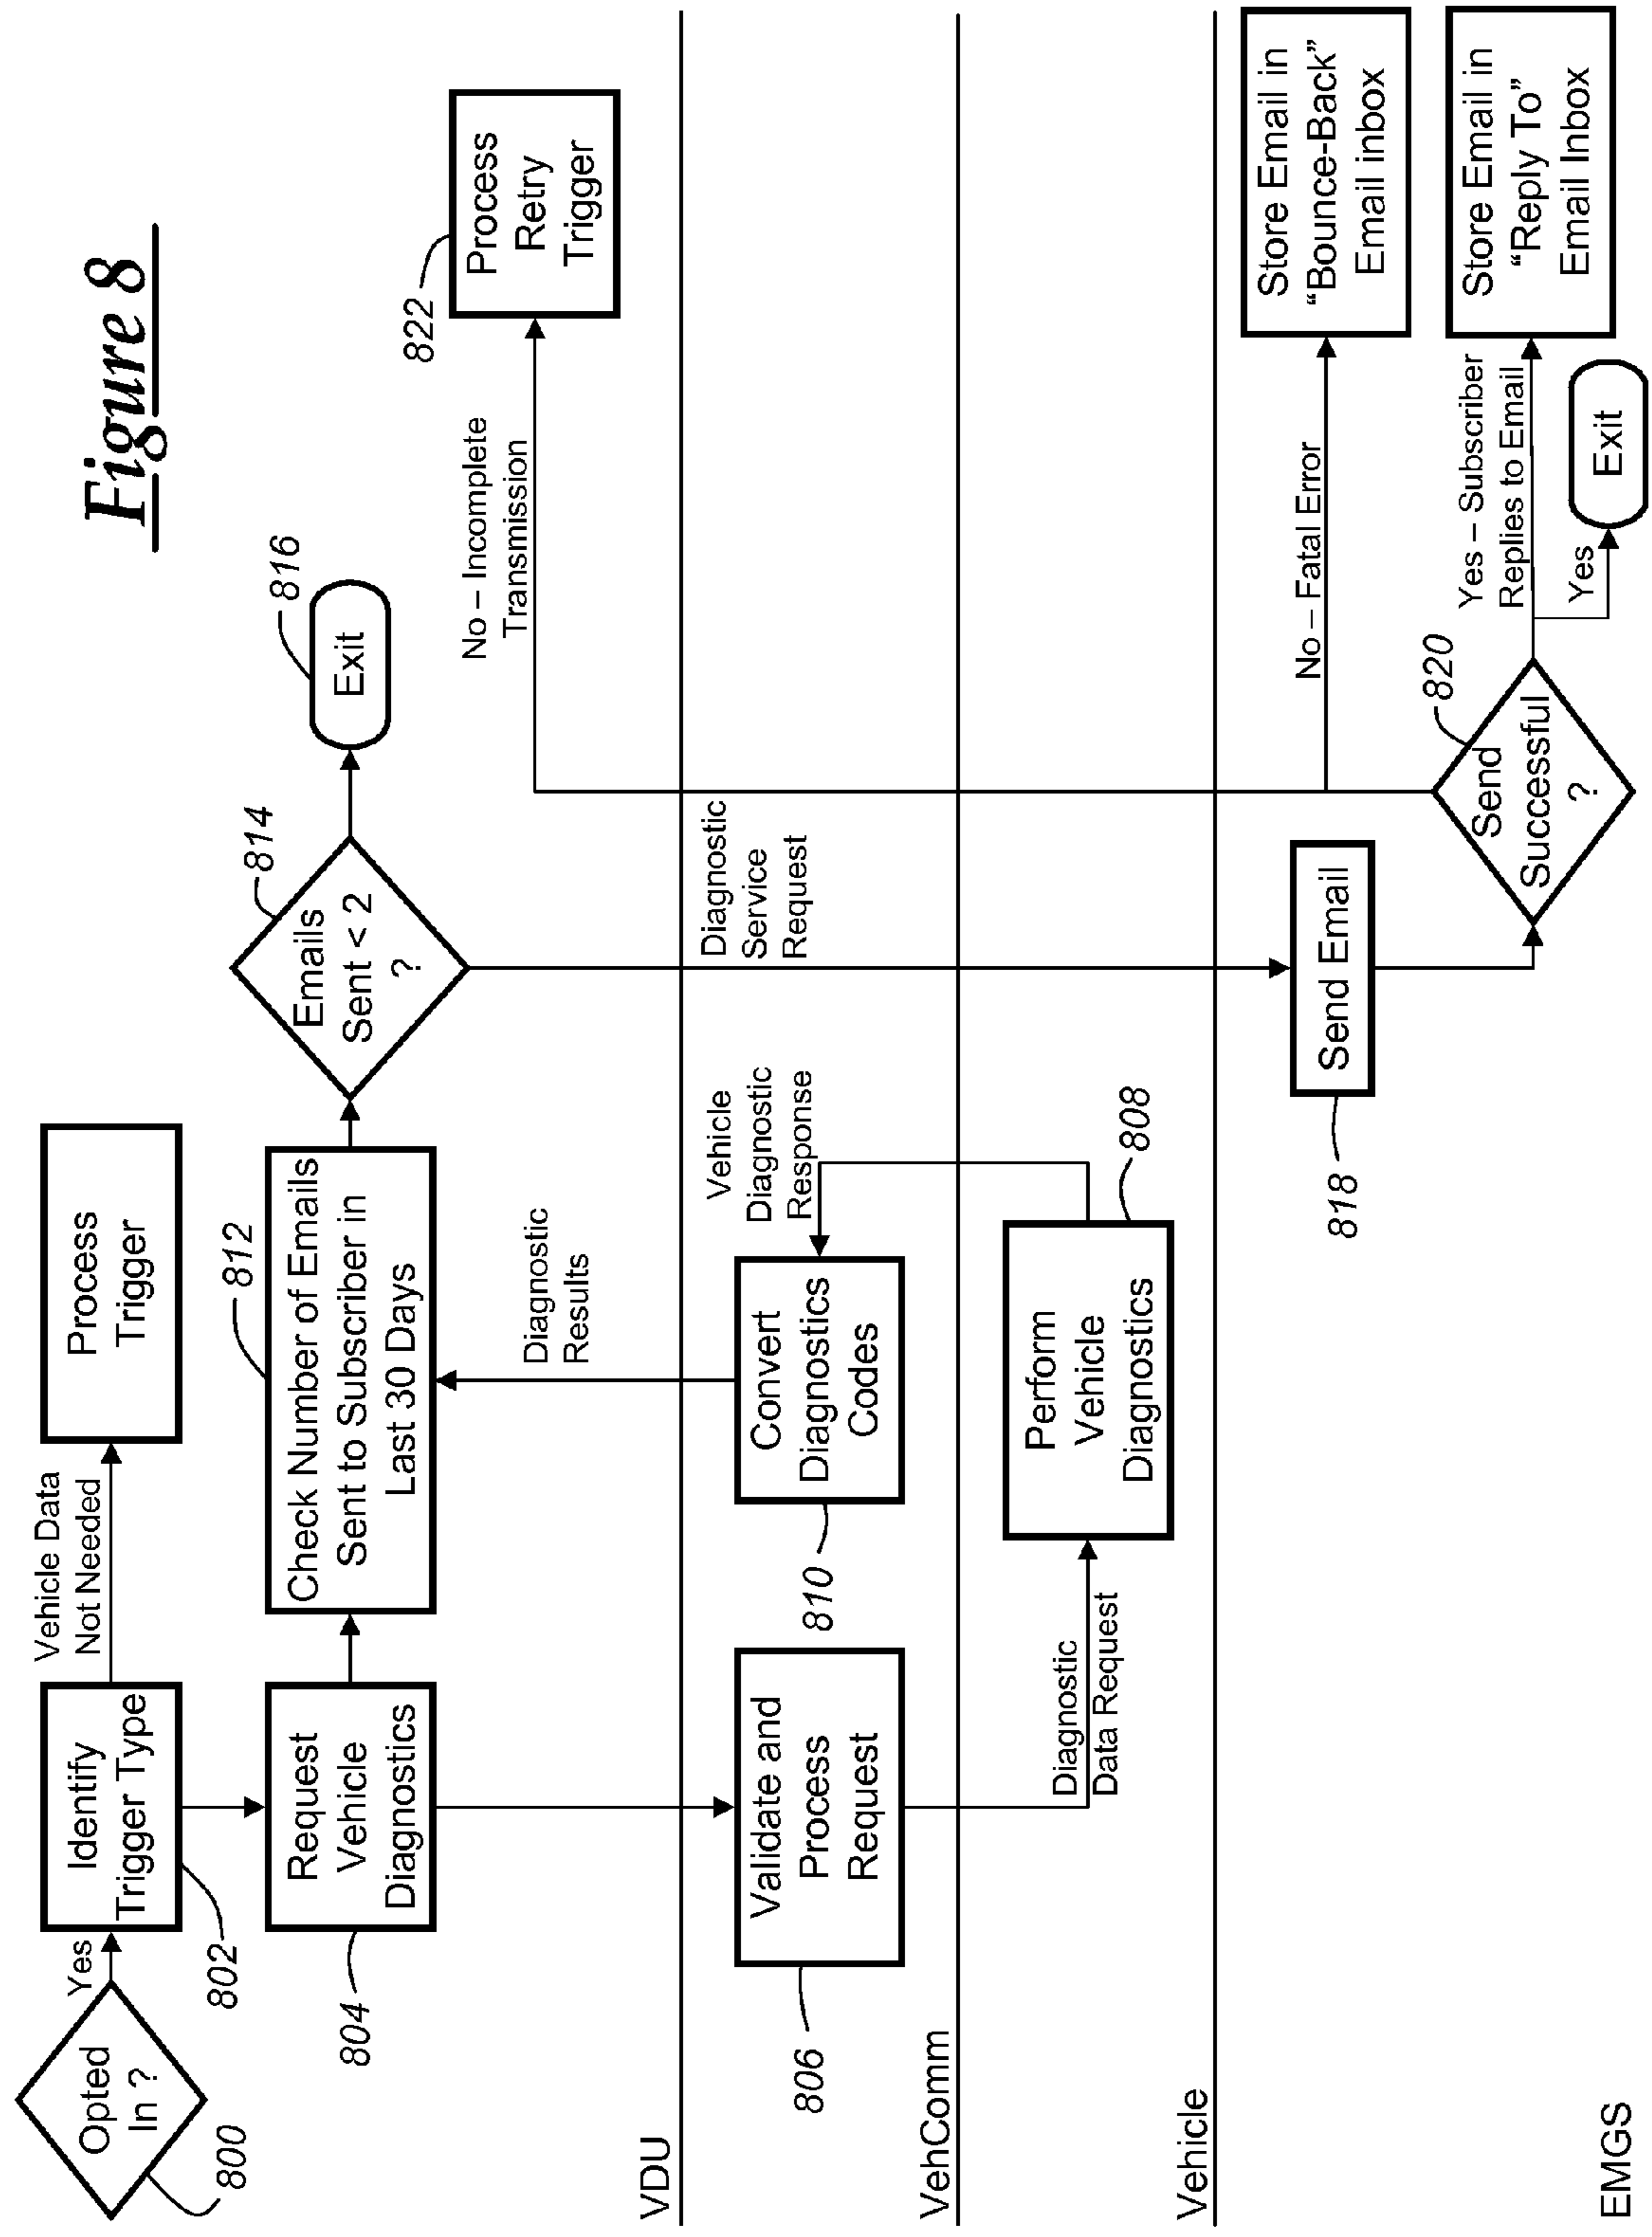 Figure 8
Opted
In ?
800
Yes
Identify
Trigger Type
802
Vehicle Data
Not Needed
Process
Trigger
Request
Vehicle
Diagnostics
804
Check Number of Emails
Sent to Subscriber in
Last 30 Days
812
Emails
Sent < 2
?
814
Exit
816
No – Incomplete
Transmission
Process
Retry
Trigger
822
VDU
Diagnostic
Results
Diagnostic
Service
Request
Validate and
Process
Request
806
Convert
Diagnostics
Codes
810
Vehicle
Diagnostic
Response
VehComm
Diagnostic
Data Request
Perform
Vehicle
Diagnostics
808
Vehicle
Send Email
818
Send
Successful
?
820
No – Fatal Error
Store Email in
“Bounce-Back”
Email inbox
Yes – Subscriber
Replies to Email
Store Email in
“Reply To”
Email Inbox
Yes
Exit
EMGS